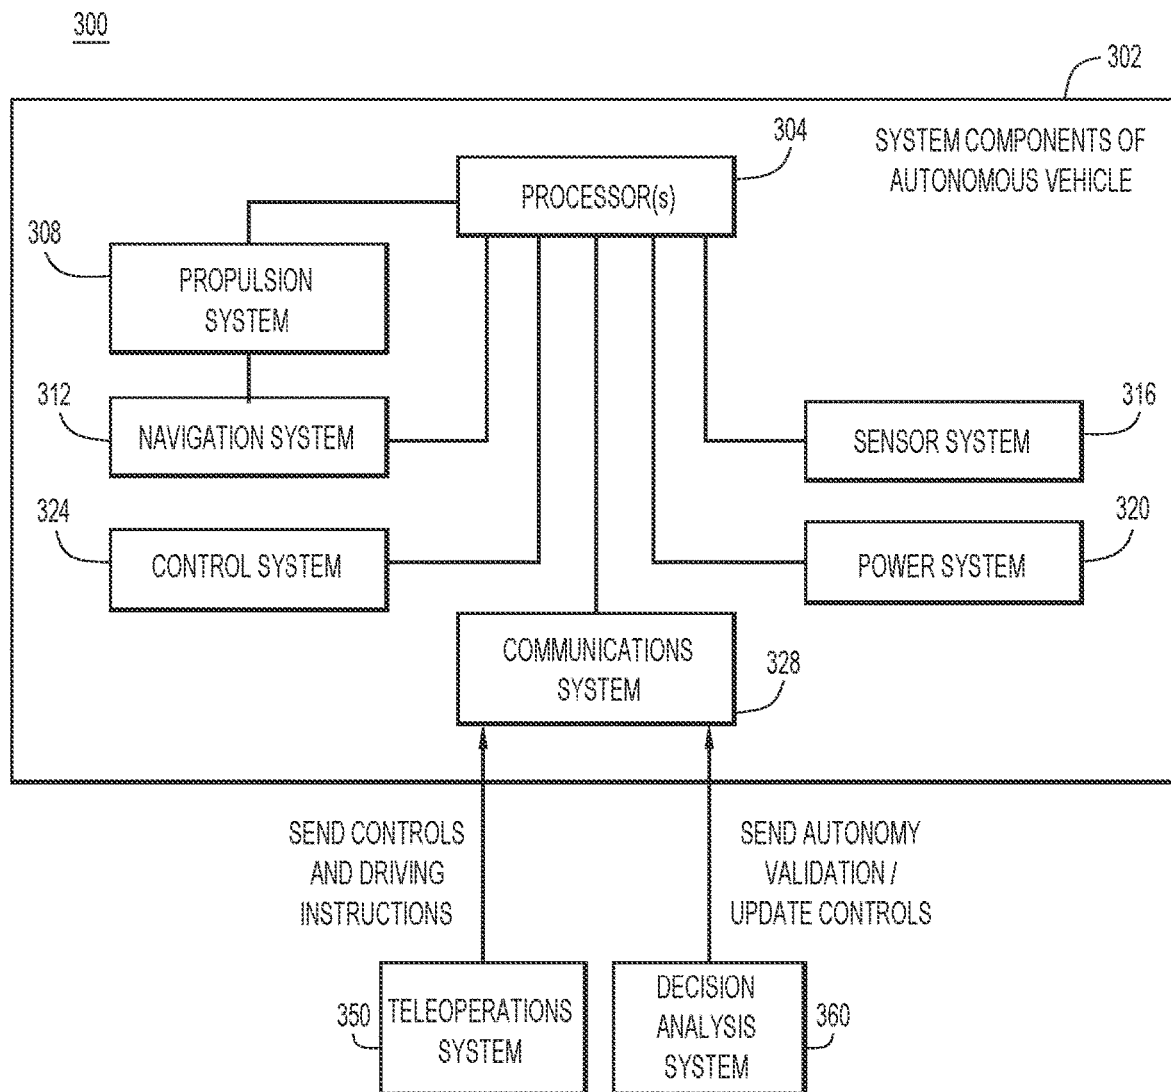 300
302
SYSTEM COMPONENTS OF
AUTONOMOUS VEHICLE
304
PROCESSOR(s)
308
PROPULSION
SYSTEM
312
NAVIGATION SYSTEM
316
SENSOR SYSTEM
324
CONTROL SYSTEM
320
POWER SYSTEM
COMMUNICATIONS
SYSTEM
328
SEND CONTROLS
AND DRIVING
INSTRUCTIONS
SEND AUTONOMY
VALIDATION /
UPDATE CONTROLS
350
TELEOPERATIONS
SYSTEM
DECISION
ANALYSIS
SYSTEM
360